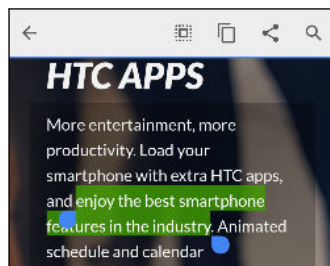 HTC APPS
More entertainment, more
productivity. Load your
smartphone with extra HTC apps,
and enjoy the best smartphone
features in the industry. Animated
schedule and calendar